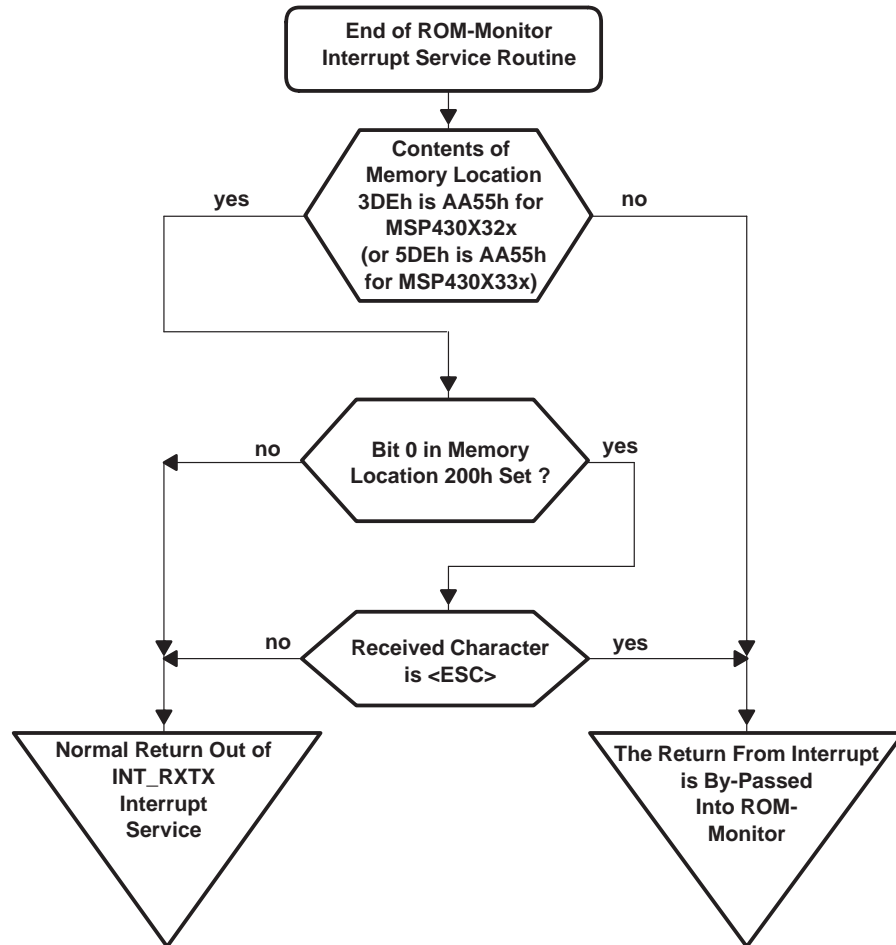 End of ROM-Monitor
Interrupt Service Routine
Contents of
Memory Location
3DEh is AA55h for
MSP430X32x
(or 5DEh is AA55h
for MSP430X33x)
yes
no
Bit 0 in Memory
Location 200h Set ?
no
yes
Received Character
is <ESC>
no
yes
Normal Return Out of
INT_RXTX
Interrupt
Service
The Return From Interrupt
is By-Passed
Into ROM-
Monitor